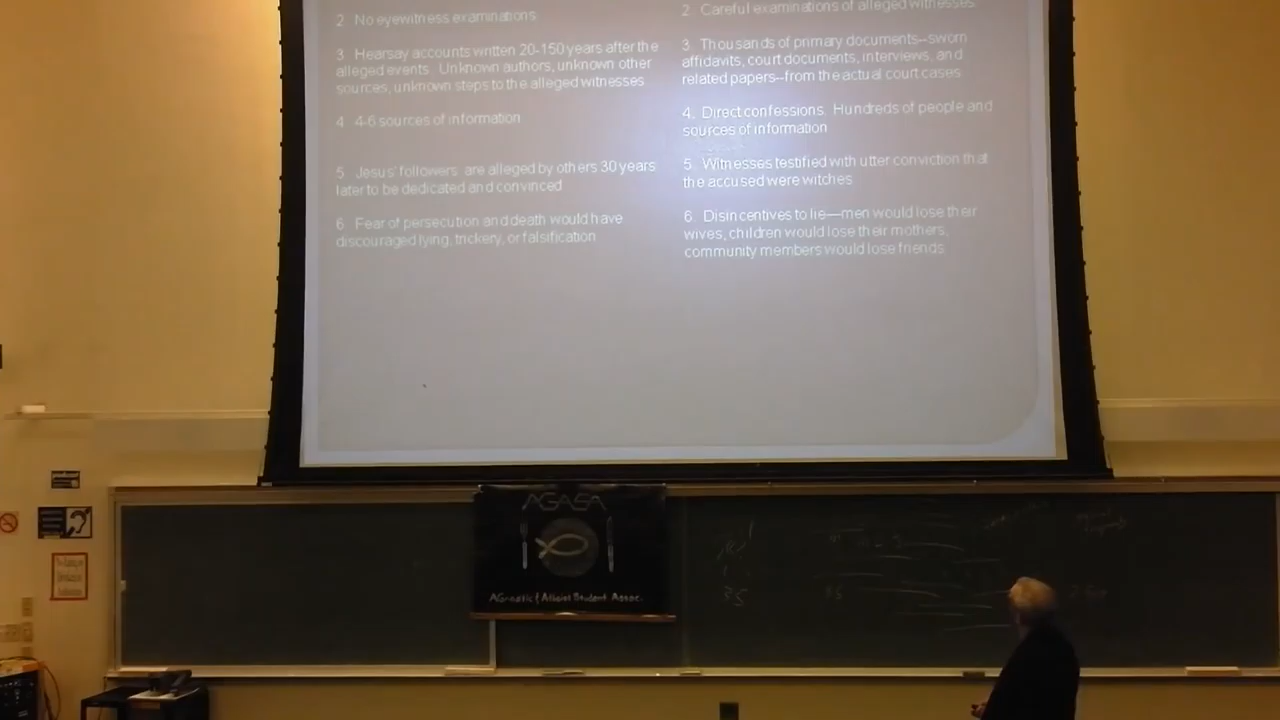 2 No eyewitness examinations
3 Hearsay accounts written 20-150 years after the
alleged events. Unknown authors, unknown other
sources, unknown steps to the alleged witnesses
4 4-6 sources of information
5 Jesus' followers are alleged by others 30 years
later to be dedicated and convinced
6 Fear of persecution and death would have
discouraged lying, trickery, or falsification
2. Careful examinations of alleged witnesses.
3. Thousands of primary documents--sworn
affidavits, court documents, interviews, and
related papers--from the actual court cases
4. Direct confessions. Hundreds of people and
sources of information
5. Witnesses testified with utter conviction that
the accused were witches
6. Disincentives to lie—men would lose their
wives, children would lose their mothers,
community members would lose friends
AGASA
AGnostic & Atheist Student Assoc.
35